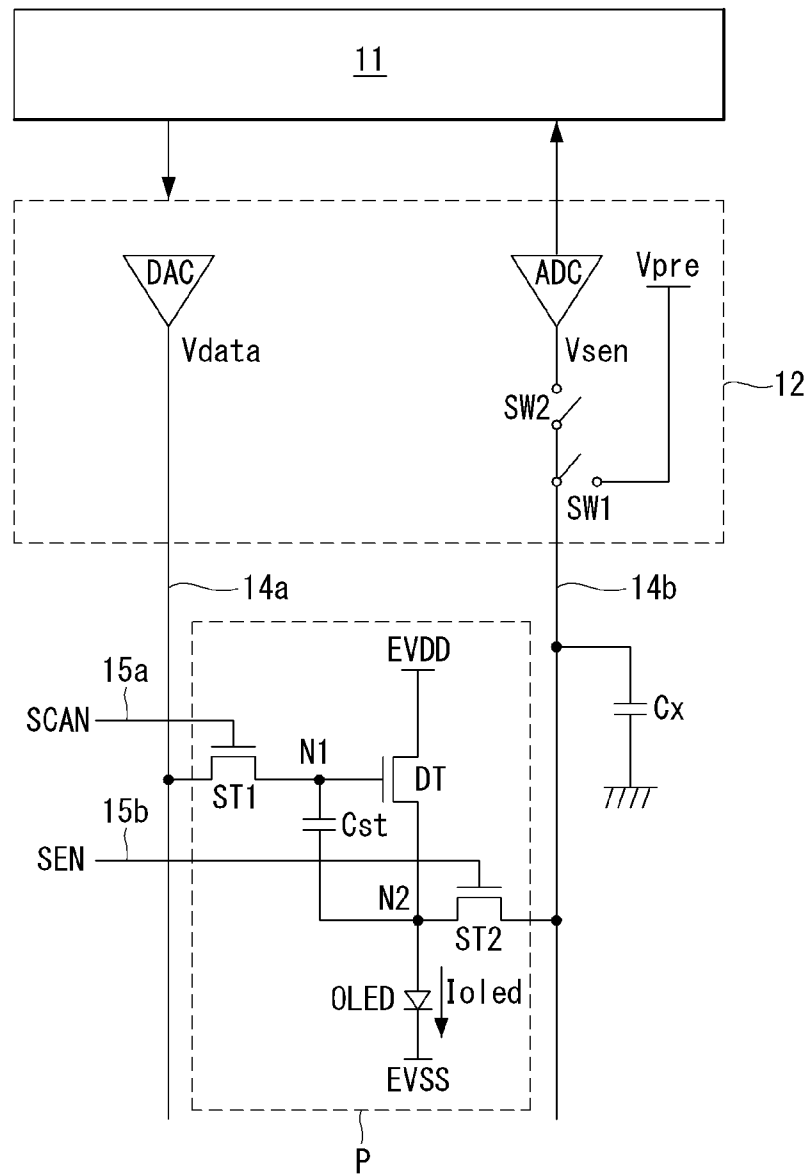 11
DAC
ADC
Vpre
Vdata
Vsen
SW2
12
SW1
14a
14b
EVDD
15a
SCAN
N1
DT
Cx
ST1
15b
Cst
SEN
N2
ST2
OLED
Ioled
EVSS
P